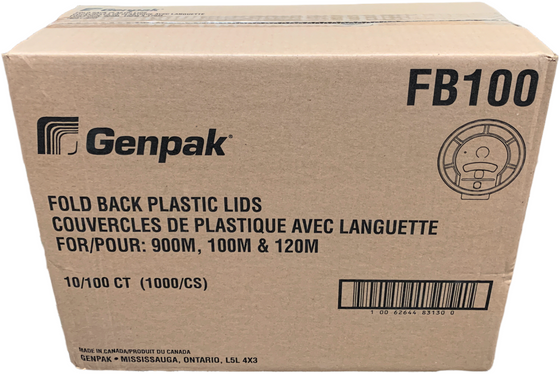 Genpak
FB100
Genpak®
FOLD BACK PLASTIC LIDS
COUVERCLES DE PLASTIQUE AVEC LANGUETTE
FOR/POUR: 900M, 100M & 120M
10/100 CT (1000/CS)
1 00 62644 83130 0
MADE IN CANADA/PRODUIT DU CANADA
GENPAK • MISSISSAUGA, ONTARIO, L5L 4X3